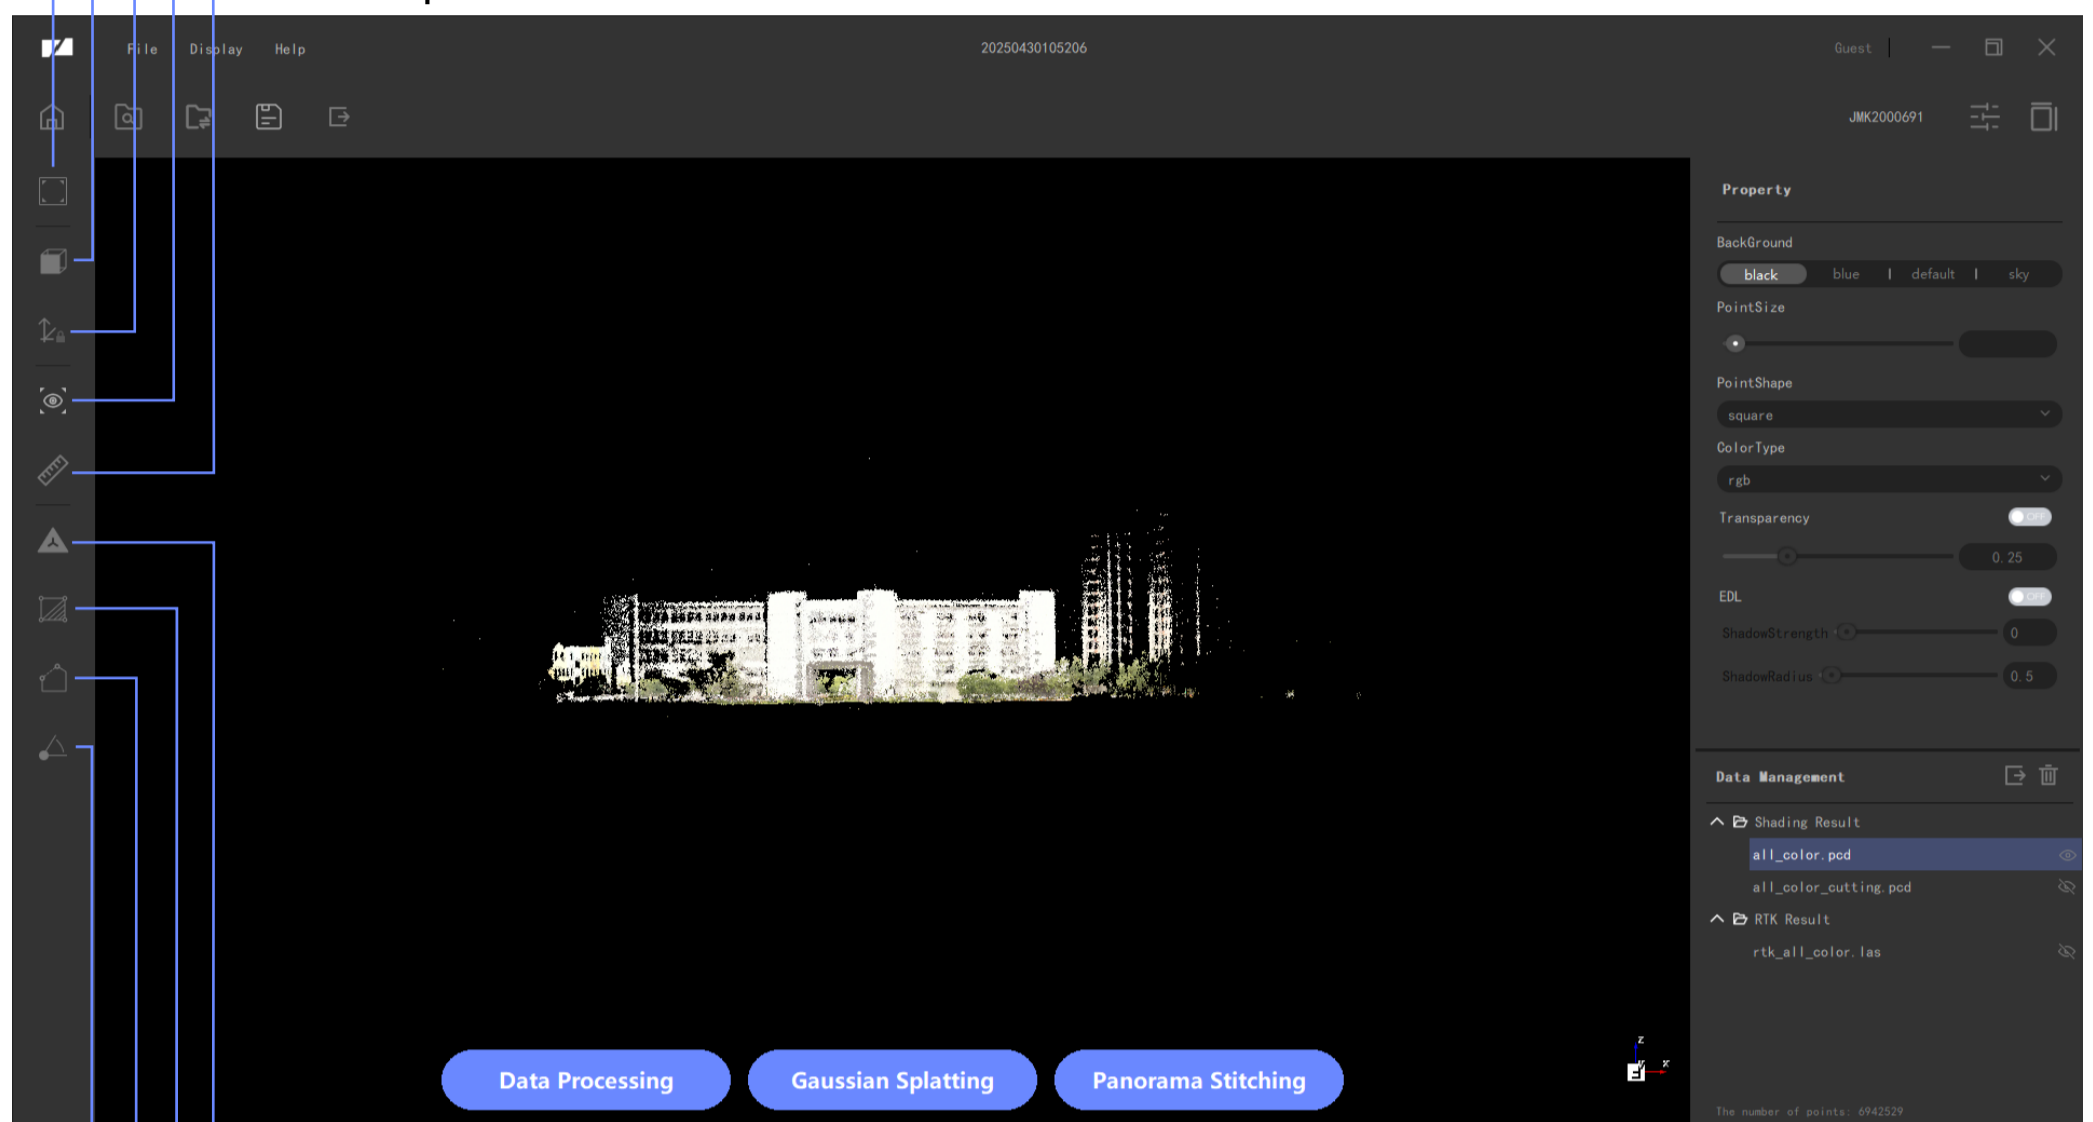 File Display Help
20250430105206
Guest
JMK2000691
Property
BackGround
black blue default sky
PointSize
PointShape
square
ColorType
rgb
Transparency
OFF
0.25
EDL
OFF
ShadowStrength 0
ShadowRadius 0.5
Data Management
Shading Result
all_color.pcd
all_color_cutting.pcd
RTK Result
rtk_all_color.las
z
x
Data Processing Gaussian Splatting Panorama Stitching
The number of points: 6942529